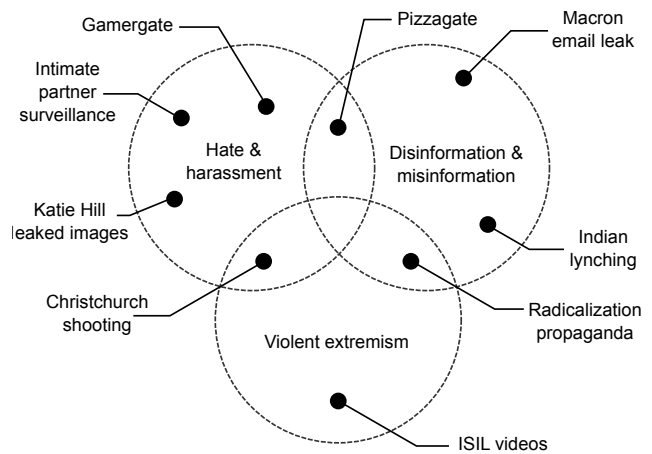 Gamergate
Pizzagate
Macron
email leak
Intimate
partner
surveillance
Hate &
harassment
Disinformation &
misinformation
Katie Hill
leaked images
Indian
lynching
Christchurch
shooting
Radicalization
propaganda
Violent extremism
ISIL videos